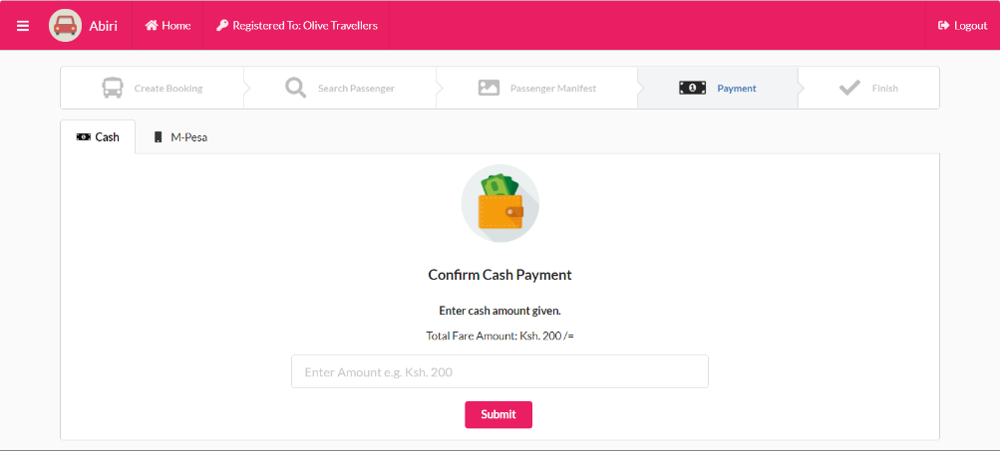 Abiri
Home
Registered To: Olive Travellers
Logout
Create Booking
Search Passenger
Passenger Manifest
Payment
Finish
Cash
M-Pesa
Confirm Cash Payment
Enter cash amount given.
Total Fare Amount: Ksh. 200 /=
Enter Amount e.g. Ksh. 200
Submit